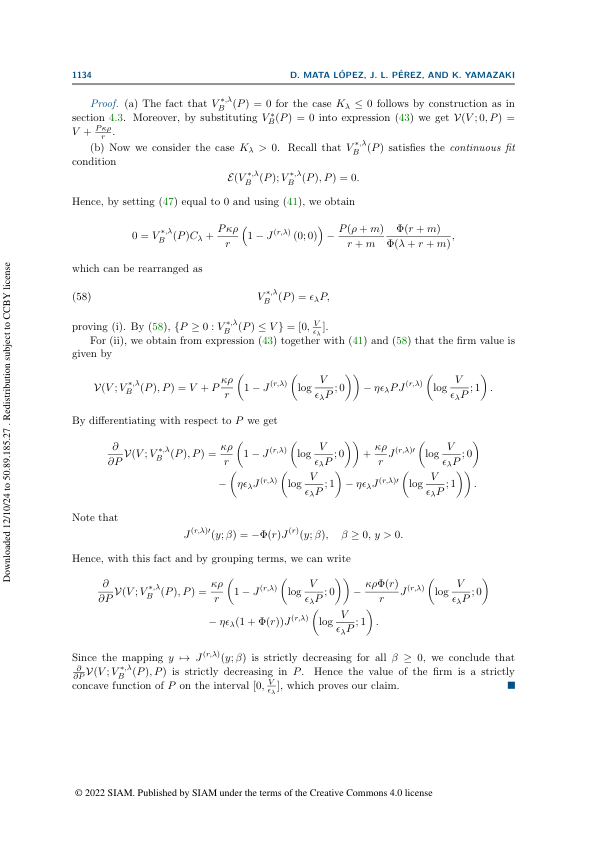 1134 D. MATA LÓPEZ, J. L. PÉREZ, AND K. YAMAZAKI
Proof. (a) The fact that $V_B^{*,\lambda}(P) = 0$ for the case $K_\lambda \leq 0$ follows by construction as in
section 4.3. Moreover, by substituting $V_B^*(P) = 0$ into expression (43) we get $\mathcal{V}(V; 0, P) =$
$V + \frac{P\kappa\rho}{r}$.
(b) Now we consider the case $K_\lambda > 0$. Recall that $V_B^{*,\lambda}(P)$ satisfies the continuous fit
condition
$\mathcal{E}(V_B^{*,\lambda}(P); V_B^{*,\lambda}(P), P) = 0.$
Hence, by setting (47) equal to 0 and using (41), we obtain
$0 = V_B^{*,\lambda}(P)C_\lambda + \frac{P\kappa\rho}{r}\left(1 - J^{(r,\lambda)}(0; 0)\right) - \frac{P(\rho + m)}{r + m}\frac{\Phi(r + m)}{\Phi(\lambda + r + m)},$
which can be rearranged as
(58) $V_B^{*,\lambda}(P) = \epsilon_\lambda P,$
proving (i). By (58), $\{P \geq 0 : V_B^{*,\lambda}(P) \leq V\} = [0, \frac{V}{\epsilon_\lambda}]$.
For (ii), we obtain from expression (43) together with (41) and (58) that the firm value is
given by
$\mathcal{V}(V; V_B^{*,\lambda}(P), P) = V + P\frac{\kappa\rho}{r}\left(1 - J^{(r,\lambda)}\left(\log\frac{V}{\epsilon_\lambda P}; 0\right)\right) - \eta\epsilon_\lambda P J^{(r,\lambda)}\left(\log\frac{V}{\epsilon_\lambda P}; 1\right).$
By differentiating with respect to $P$ we get
$\frac{\partial}{\partial P}\mathcal{V}(V; V_B^{*,\lambda}(P), P) = \frac{\kappa\rho}{r}\left(1 - J^{(r,\lambda)}\left(\log\frac{V}{\epsilon_\lambda P}; 0\right)\right) + \frac{\kappa\rho}{r}J^{(r,\lambda)\prime}\left(\log\frac{V}{\epsilon_\lambda P}; 0\right)$
$- \left(\eta\epsilon_\lambda J^{(r,\lambda)}\left(\log\frac{V}{\epsilon_\lambda P}; 1\right) - \eta\epsilon_\lambda J^{(r,\lambda)\prime}\left(\log\frac{V}{\epsilon_\lambda P}; 1\right)\right).$
Note that
$J^{(r,\lambda)\prime}(y; \beta) = -\Phi(r)J^{(r)}(y; \beta), \quad \beta \geq 0, y > 0.$
Hence, with this fact and by grouping terms, we can write
$\frac{\partial}{\partial P}\mathcal{V}(V; V_B^{*,\lambda}(P), P) = \frac{\kappa\rho}{r}\left(1 - J^{(r,\lambda)}\left(\log\frac{V}{\epsilon_\lambda P}; 0\right)\right) - \frac{\kappa\rho\Phi(r)}{r}J^{(r,\lambda)}\left(\log\frac{V}{\epsilon_\lambda P}; 0\right)$
$- \eta\epsilon_\lambda(1 + \Phi(r))J^{(r,\lambda)}\left(\log\frac{V}{\epsilon_\lambda P}; 1\right).$
Since the mapping $y \mapsto J^{(r,\lambda)}(y; \beta)$ is strictly decreasing for all $\beta \geq 0$, we conclude that
$\frac{\partial}{\partial P}\mathcal{V}(V; V_B^{*,\lambda}(P), P)$ is strictly decreasing in $P$. Hence the value of the firm is a strictly
concave function of $P$ on the interval $[0, \frac{V}{\epsilon_\lambda}]$, which proves our claim. ■
© 2022 SIAM. Published by SIAM under the terms of the Creative Commons 4.0 license
Downloaded 12/10/24 to 50.89.185.27 . Redistribution subject to CCBY license